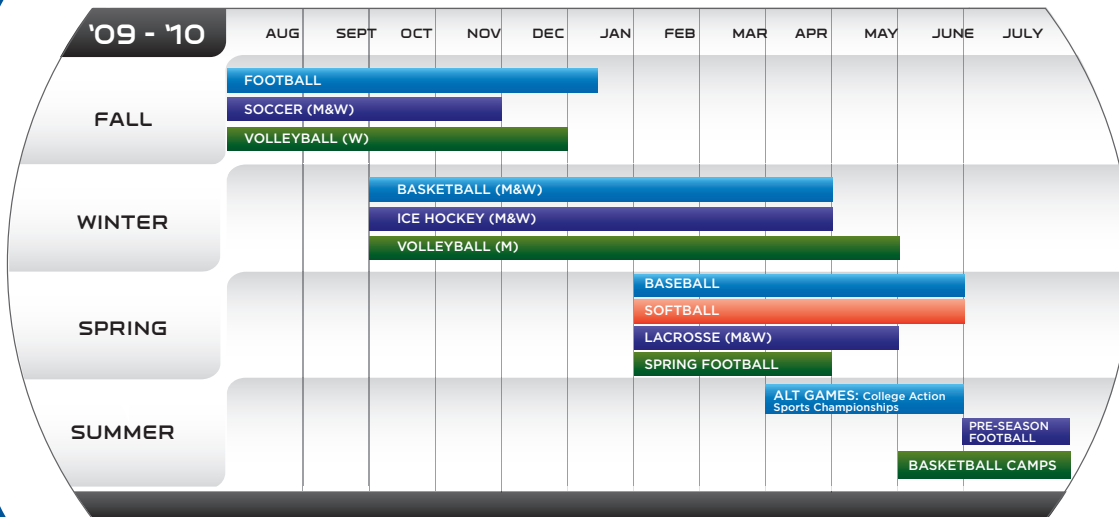 ‘09 - ‘10
AUG SEPT OCT NOV DEC JAN FEB MAR APR MAY JUNE JULY
FALL
FOOTBALL
SOCCER (M&W)
VOLLEYBALL (W)
WINTER
BASKETBALL (M&W)
ICE HOCKEY (M&W)
VOLLEYBALL (M)
SPRING
BASEBALL
SOFTBALL
LACROSSE (M&W)
SPRING FOOTBALL
SUMMER
ALT GAMES: College Action
Sports Championships
PRE-SEASON
FOOTBALL
BASKETBALL CAMPS